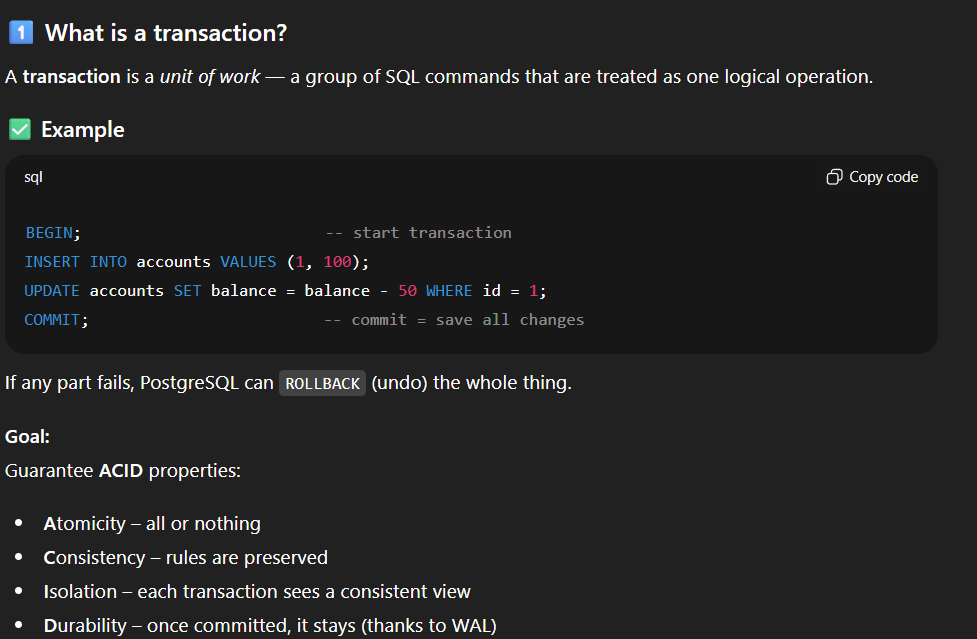 1 What is a transaction?
A transaction is a unit of work — a group of SQL commands that are treated as one logical operation.
✅ Example
sql Copy code
BEGIN; -- start transaction
INSERT INTO accounts VALUES (1, 100);
UPDATE accounts SET balance = balance - 50 WHERE id = 1;
COMMIT; -- commit = save all changes
If any part fails, PostgreSQL can ROLLBACK (undo) the whole thing.
Goal:
Guarantee ACID properties:
• Atomicity – all or nothing
• Consistency – rules are preserved
• Isolation – each transaction sees a consistent view
• Durability – once committed, it stays (thanks to WAL)